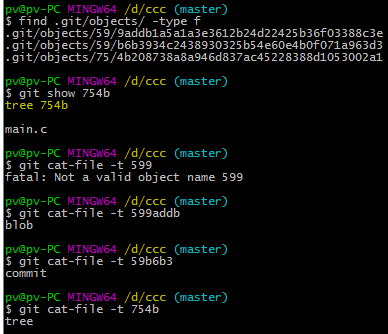 pv@pv-PC MINGW64 /d/ccc (master)
$ find .git/objects/ -type f
.git/objects/59/9addb1a5a1a3e3612b24d22425b36f03388c3e
.git/objects/59/b6b3934c2438930325b54e60e4b0f071a963d3
.git/objects/75/4b208738a8a946d837ac45228388d1053002a1

pv@pv-PC MINGW64 /d/ccc (master)
$ git show 754b
tree 754b

main.c

pv@pv-PC MINGW64 /d/ccc (master)
$ git cat-file -t 599
fatal: Not a valid object name 599

pv@pv-PC MINGW64 /d/ccc (master)
$ git cat-file -t 599addb
blob

pv@pv-PC MINGW64 /d/ccc (master)
$ git cat-file -t 59b6b3
commit

pv@pv-PC MINGW64 /d/ccc (master)
$ git cat-file -t 754b
tree